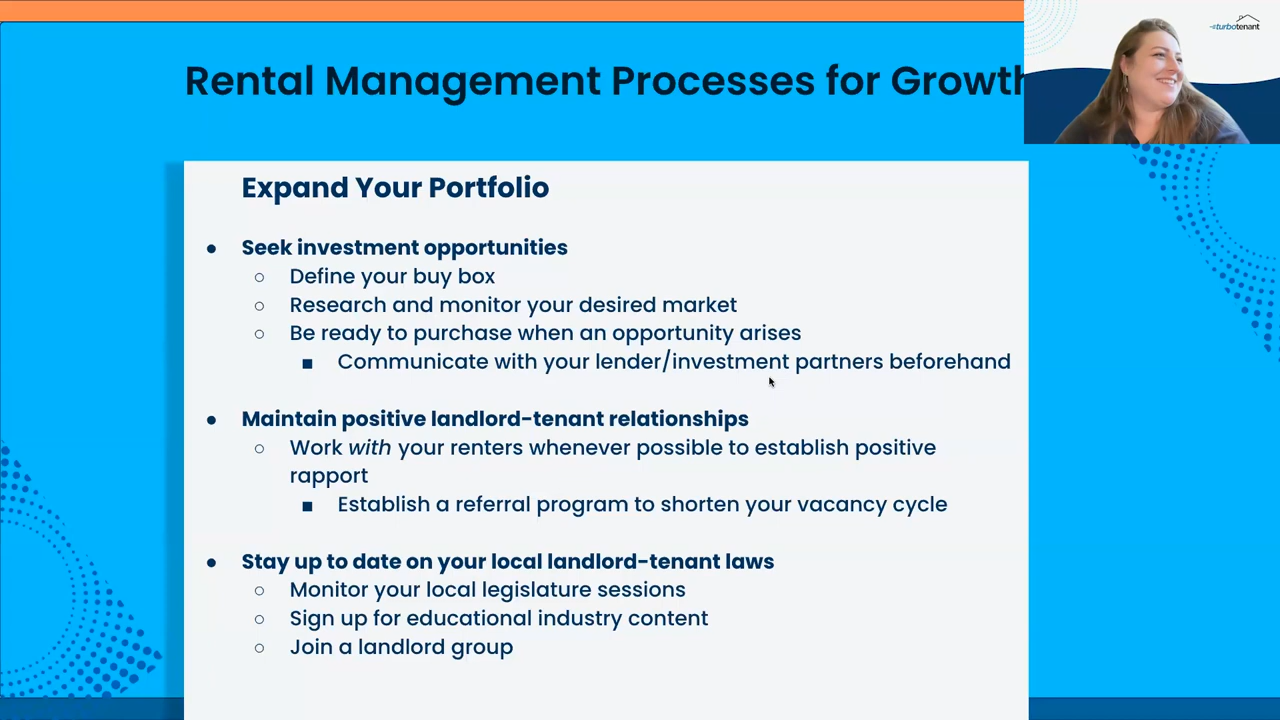 Rental Management Processes for Growth
turbotenant
Expand Your Portfolio
● Seek investment opportunities
○ Define your buy box
○ Research and monitor your desired market
○ Be ready to purchase when an opportunity arises
■ Communicate with your lender/investment partners beforehand
● Maintain positive landlord-tenant relationships
○ Work with your renters whenever possible to establish positive
rapport
■ Establish a referral program to shorten your vacancy cycle
● Stay up to date on your local landlord-tenant laws
○ Monitor your local legislature sessions
○ Sign up for educational industry content
○ Join a landlord group